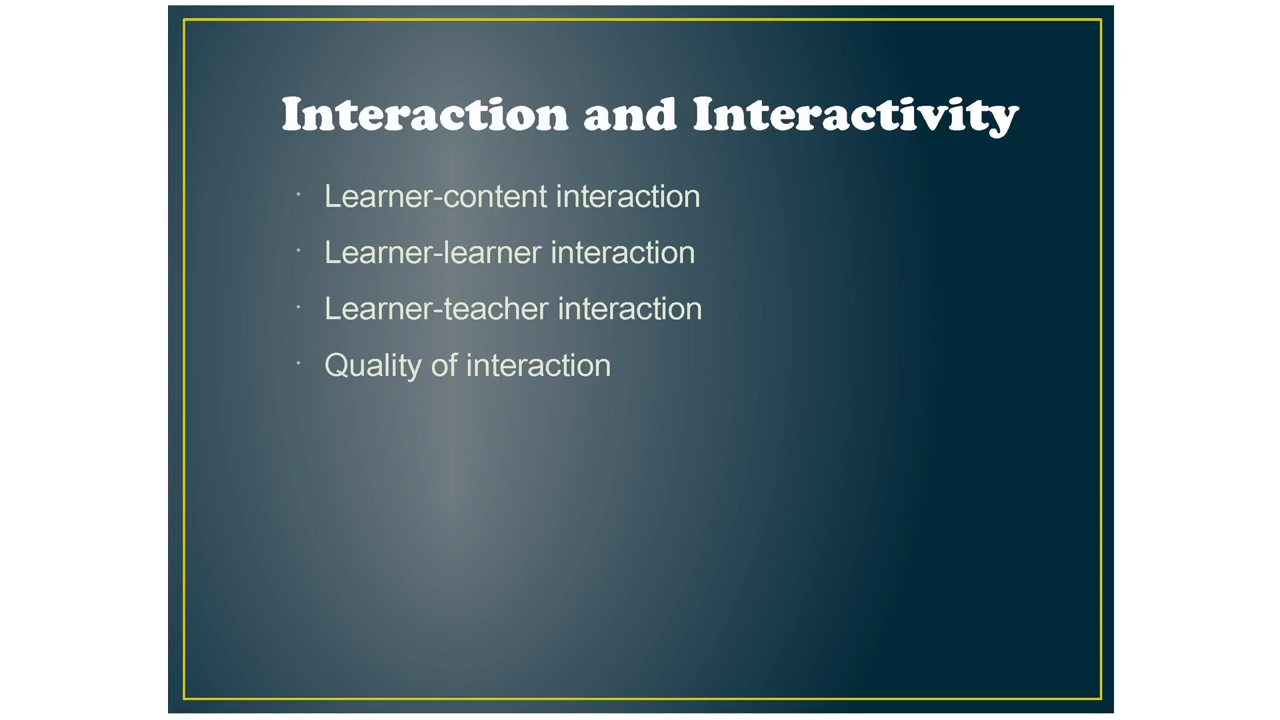 Interaction and Interactivity
· Learner-content interaction
· Learner-learner interaction
· Learner-teacher interaction
· Quality of interaction